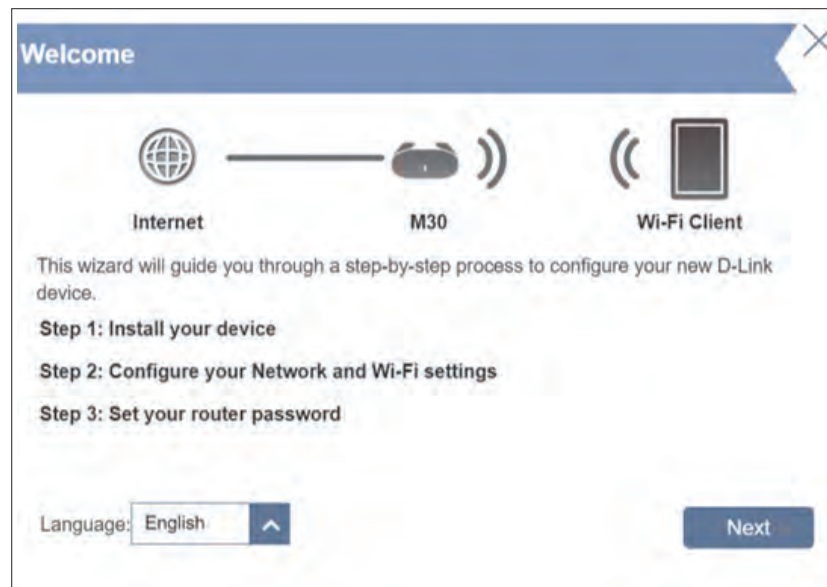 Welcome
Internet
M30
Wi-Fi Client
This wizard will guide you through a step-by-step process to configure your new D-Link
device.
Step 1: Install your device
Step 2: Configure your Network and Wi-Fi settings
Step 3: Set your router password
Language: English
Next